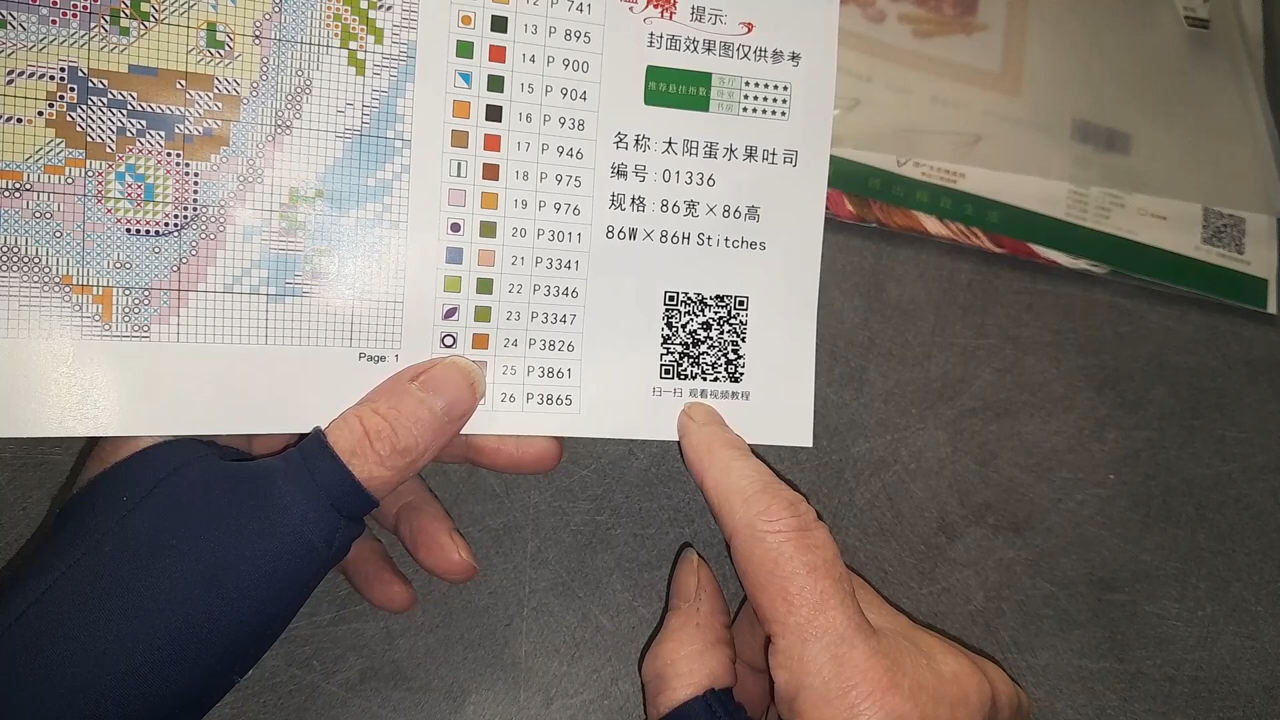 12 P 741
13 P 895
14 P 900
15 P 904
16 P 938
17 P 946
18 P 975
19 P 976
20 P3011
21 P3341
22 P3346
23 P3347
24 P3826
25 P3861
26 P3865
Page: 1
温馨提示:
封面效果图仅供参考
推荐悬挂指数:
客厅 ★★★★★
卧室 ★★★★★
书房 ★★★★★
名称:太阳蛋水果吐司
编号:01336
规格:86宽×86高
86W×86H Stitches
扫一扫 观看视频教程